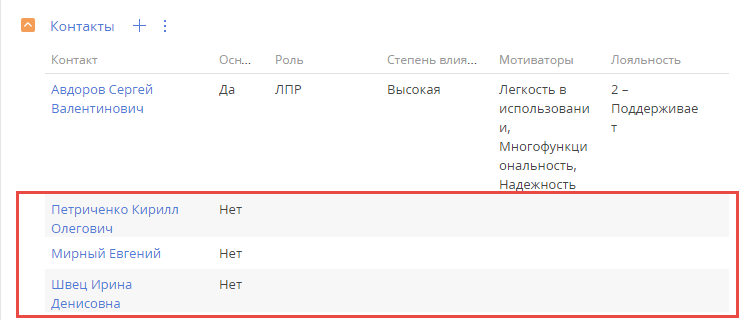 Контакты
Контакт Осн... Роль Степень влия... Мотиваторы Лояльность
Авдоров Сергей Да ЛПР Высокая Легкость в 2 –
Валентинович использовани Поддерживае
и, т
Многофункци
ональность,
Надежность
Петриченко Кирилл Нет
Олегович
Мирный Евгений Нет
Швец Ирина Нет
Денисовна